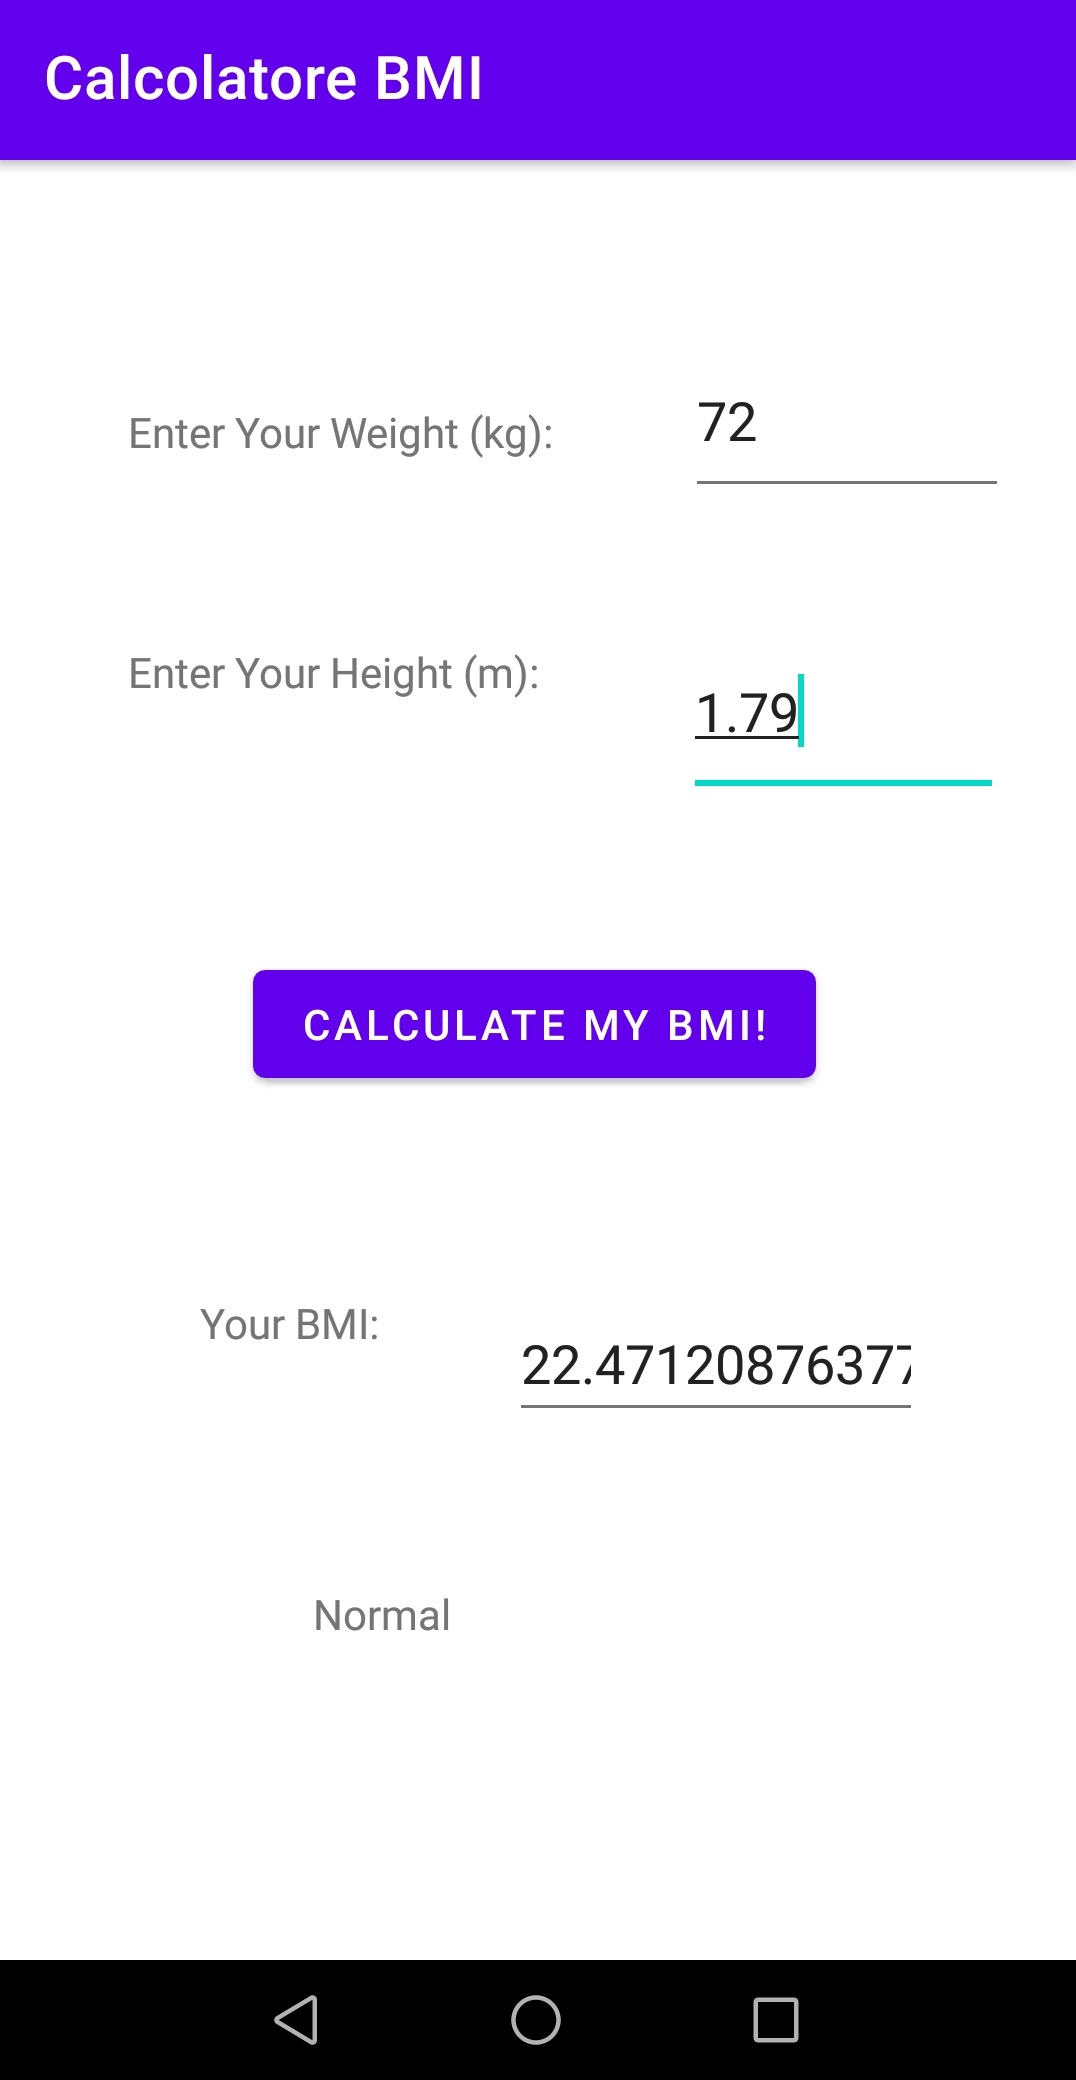 Calcolatore BMI
Enter Your Weight (kg):
72
Enter Your Height (m):
1.79
CALCULATE MY BMI!
Your BMI:
22.47120876377
Normal